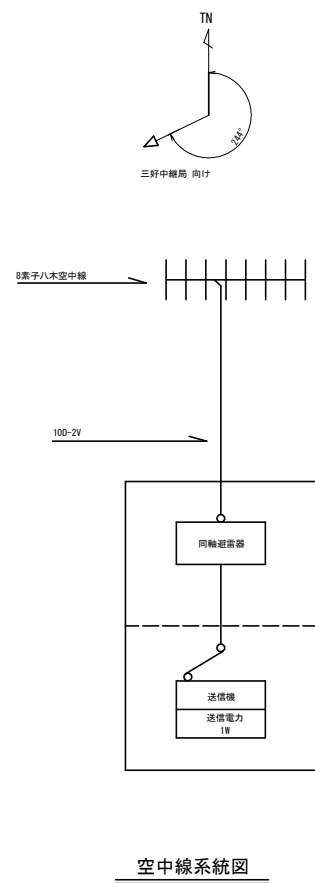 TN
244°
三好中継局 向け
8素子八木空中線
10D-2V
同軸避雷器
送信機
送信電力
1W
空中線系統図